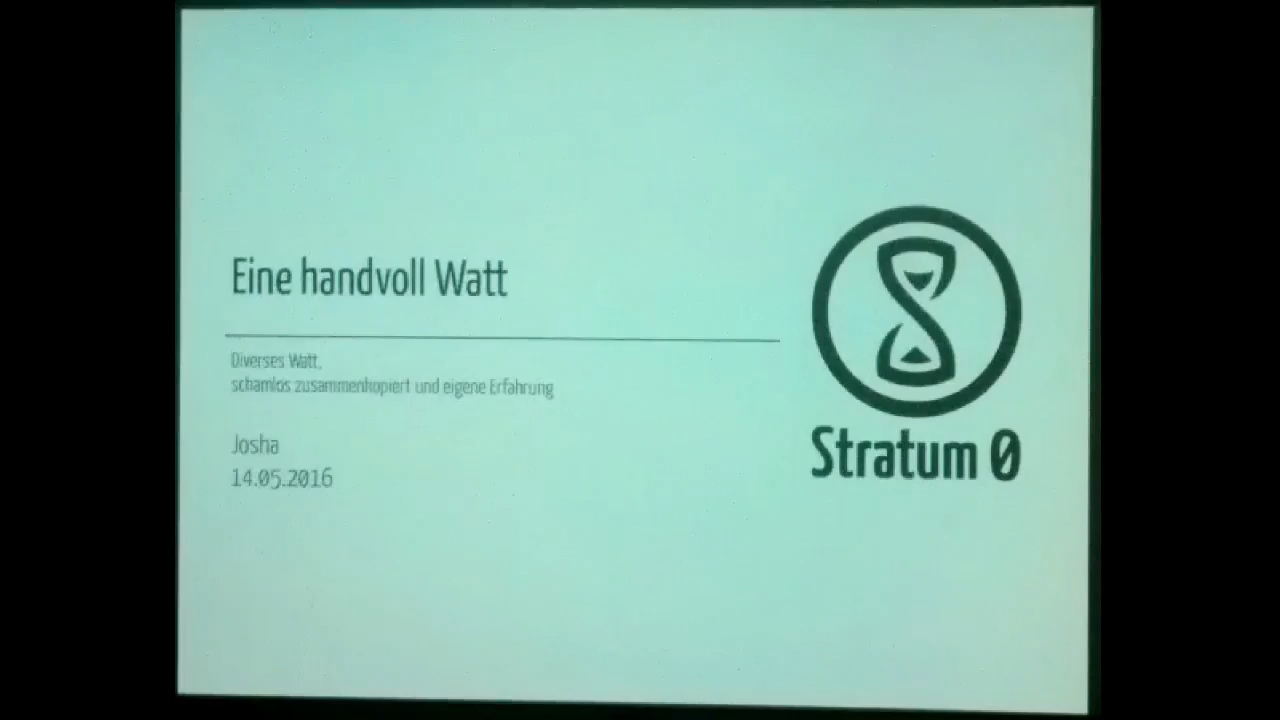 Eine handvoll Watt
Diverses Watt,
schamlos zusammenkopiert und eigene Erfahrung
Josha
14.05.2016
Stratum 0